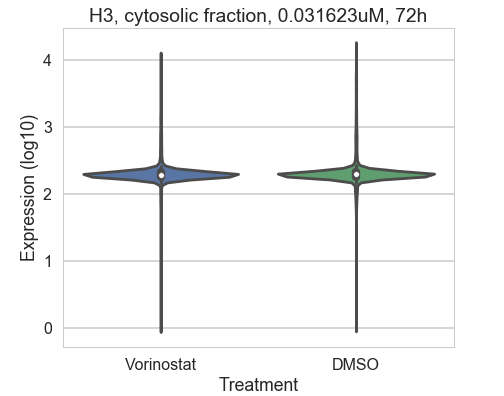 H3, cytosolic fraction, 0.031623uM, 72h
Expression (log10)
4
3
2
1
0
Vorinostat
DMSO
Treatment